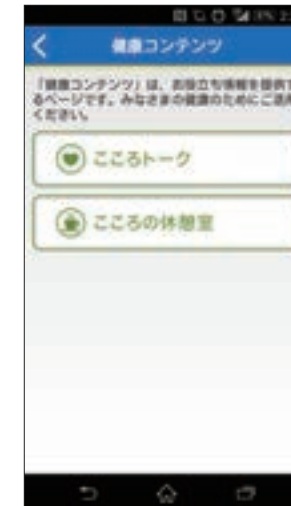 健康コンテンツ
「健康コンテンツ」は、お役立ち情報を提供す
るページです。みなさまの健康のためにご活用
ください。
こころトーク
こころの休憩室